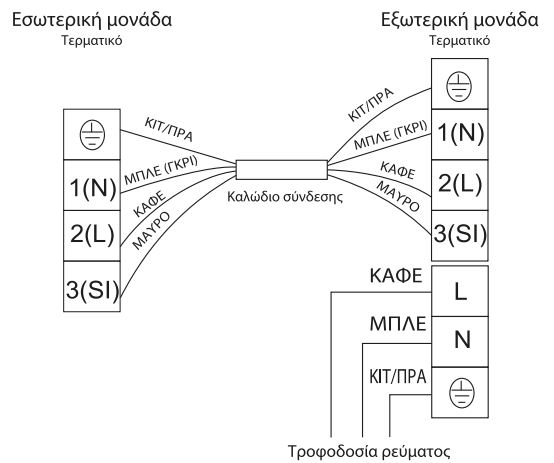 Εσωτερική μονάδα
Τερματικό
Εξωτερική μονάδα
Τερματικό
ΚΙΤ/ΠΡΑ
ΜΠΛΕ (ΓΚΡΙ)
ΚΑΦΕ
ΜΑΥΡΟ
1(N)
2(L)
3(SI)
Καλώδιο σύνδεσης
ΚΙΤ/ΠΡΑ
ΜΠΛΕ (ΓΚΡΙ)
ΚΑΦΕ
ΜΑΥΡΟ
1(N)
2(L)
3(SI)
ΚΑΦΕ
L
ΜΠΛΕ
N
ΚΙΤ/ΠΡΑ
Τροφοδοσία ρεύματος